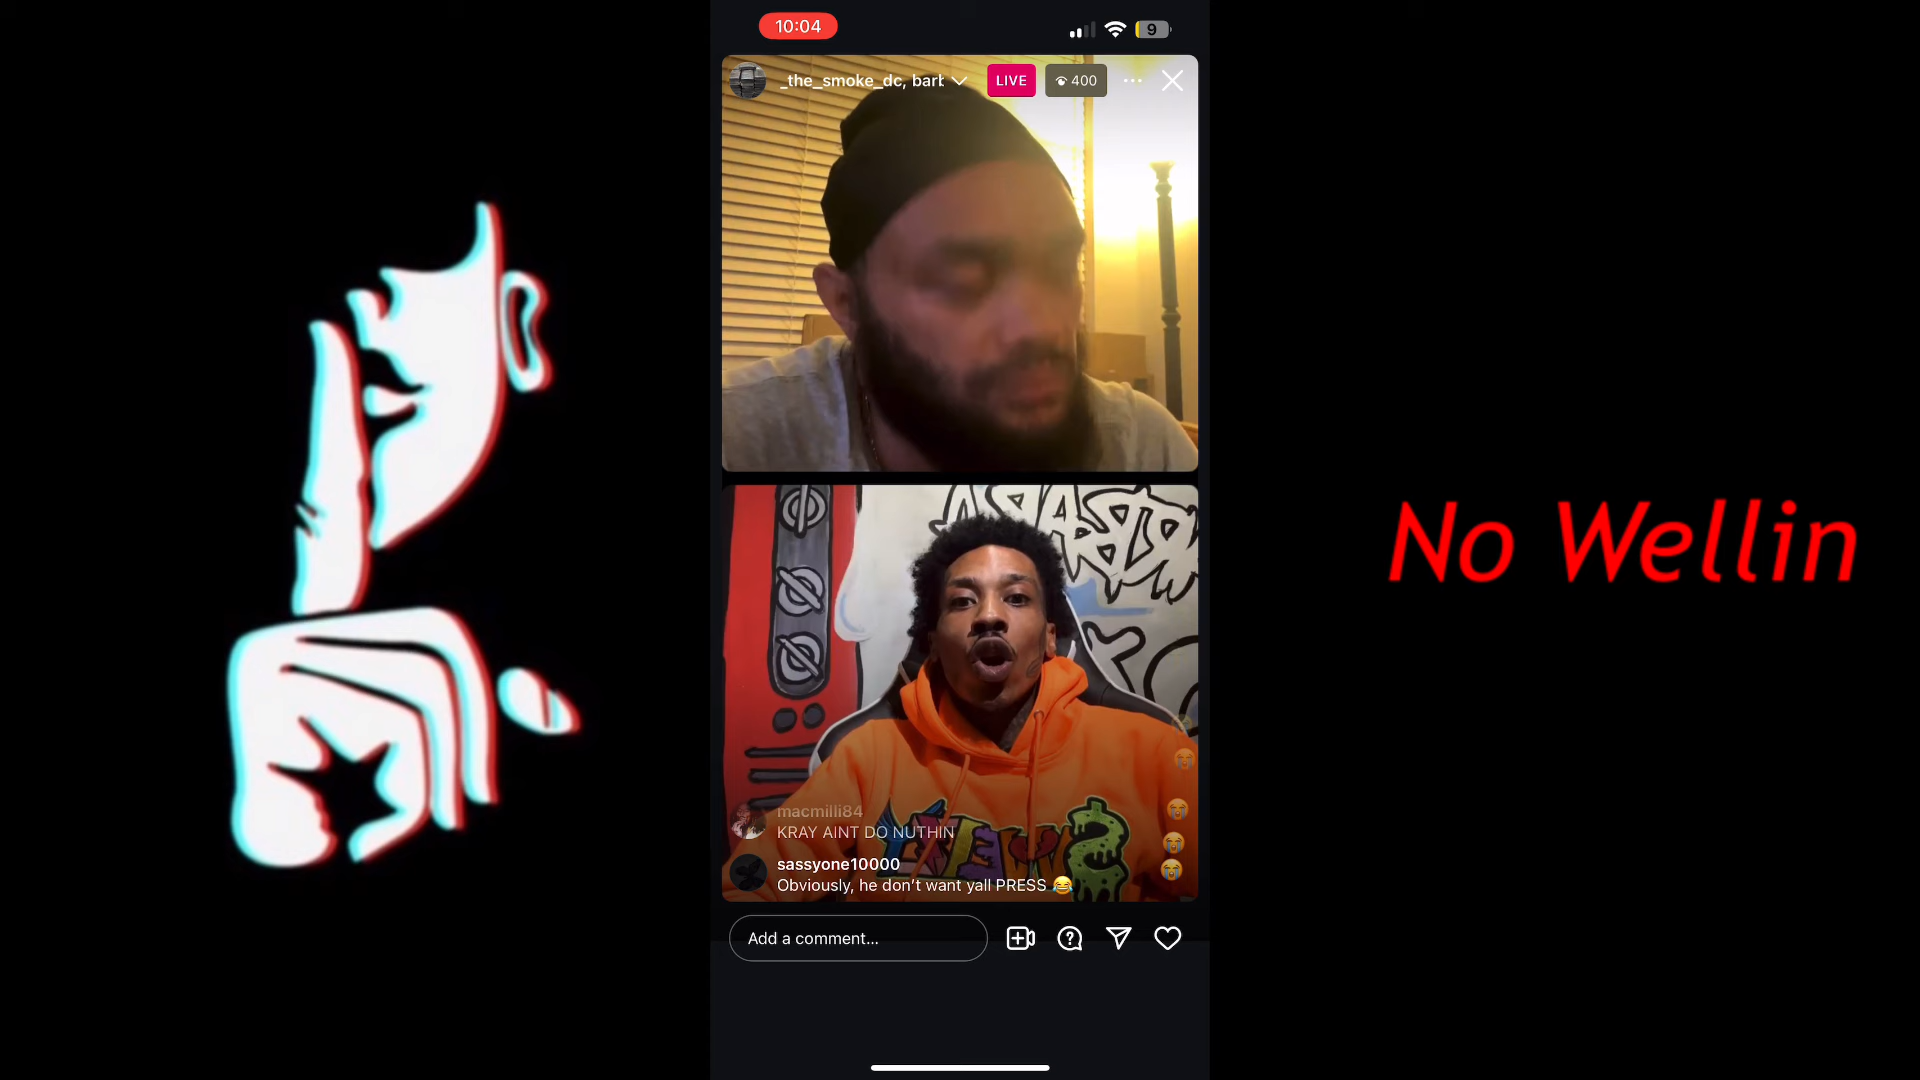 10:04
9
_the_smoke_dc, bark
LIVE
400
macmilli84
KRAY AINT DO NUTHIN
sassyone10000
Obviously, he don't want yall PRESS 😂
Add a comment...
No Wellin